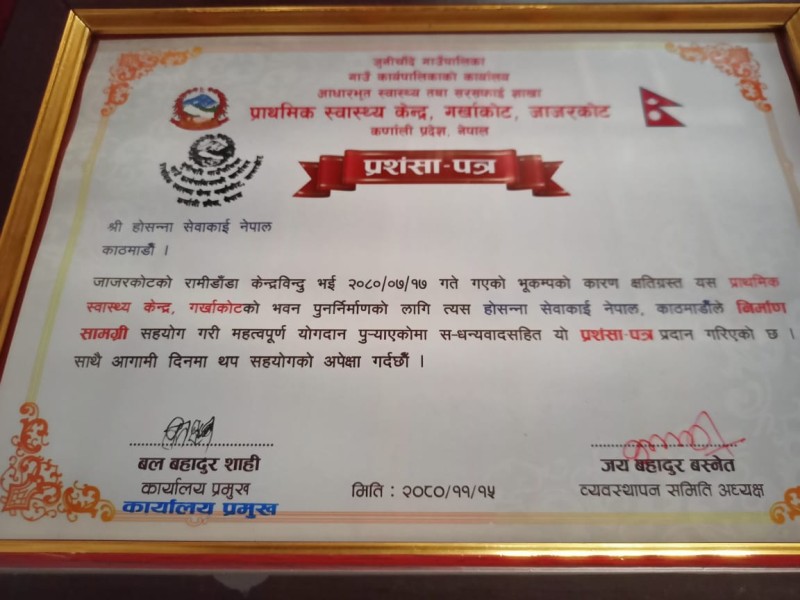 जुनीचाँदे गाउँपालिका
गाउँ कार्यपालिकाको कार्यालय
आधारभूत स्वास्थ्य तथा सरसफाई शाखा
प्राथमिक स्वास्थ्य केन्द्र, गर्खाकोट, जाजरकोट
कर्णाली प्रदेश, नेपाल
प्रशंसा-पत्र
श्री होसन्ना सेवाकाई नेपाल
काठमाडौं ।
जाजरकोटको रामीडाँडा केन्द्रविन्दु भई २०८०/०७/१७ गते गएको भूकम्पको कारण क्षतिग्रस्त यस प्राथमिक
स्वास्थ्य केन्द्र, गर्खाकोटको भवन पुनर्निर्माणको लागि त्यस होसन्ना सेवाकाई नेपाल, काठमाडौंले निर्माण
सामग्री सहयोग गरी महत्वपूर्ण योगदान पुऱ्याएकोमा स-धन्यवादसहित यो प्रशंसा-पत्र प्रदान गरिएको छ ।
साथै आगामी दिनमा थप सहयोगको अपेक्षा गर्दछौं ।
बल बहादुर शाही
कार्यालय प्रमुख
कार्यालय प्रमुख
मिति : २०८०/११/१५
जय बहादुर बस्नेत
व्यवस्थापन समिति अध्यक्ष